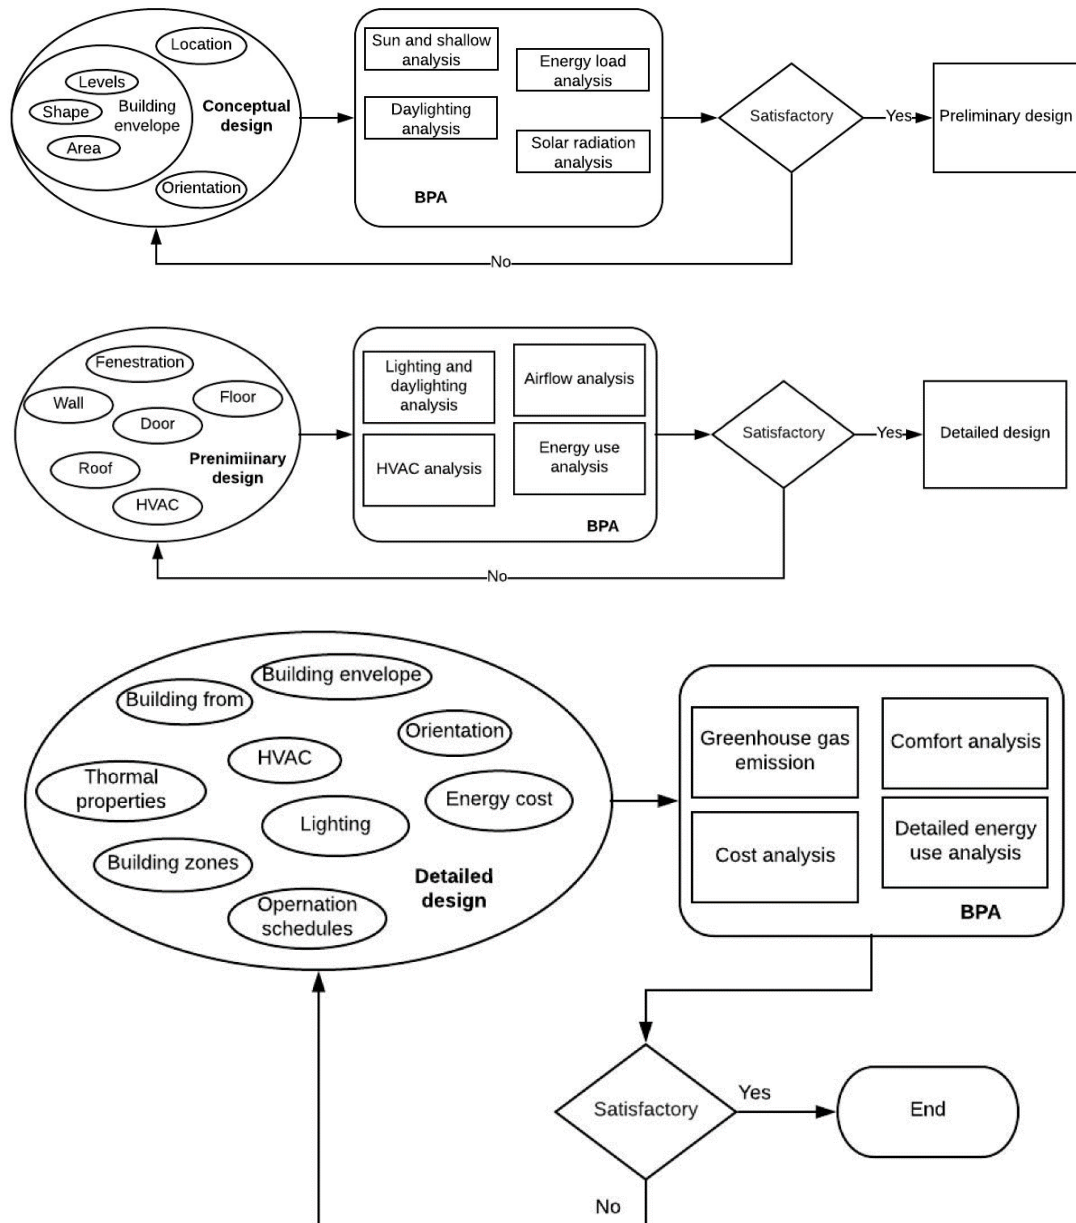 Location
Levels
Shape
Building
envelope
Area
Conceptual
design
Orientation
Sun and shallow
analysis
Energy load
analysis
Daylighting
analysis
Solar radiation
analysis
BPA
Satisfactory
Yes
Preliminary design
No
Fenestration
Wall
Floor
Door
Roof
Prenimiinary
design
HVAC
Lighting and
daylighting
analysis
Airflow analysis
HVAC analysis
Energy use
analysis
BPA
Satisfactory
Yes
Detailed design
No
Building envelope
Building from
Orientation
HVAC
Thormal
properties
Energy cost
Lighting
Building zones
Detailed
design
Opernation
schedules
Greenhouse gas
emission
Comfort analysis
Cost analysis
Detailed energy
use analysis
BPA
Satisfactory
Yes
End
No